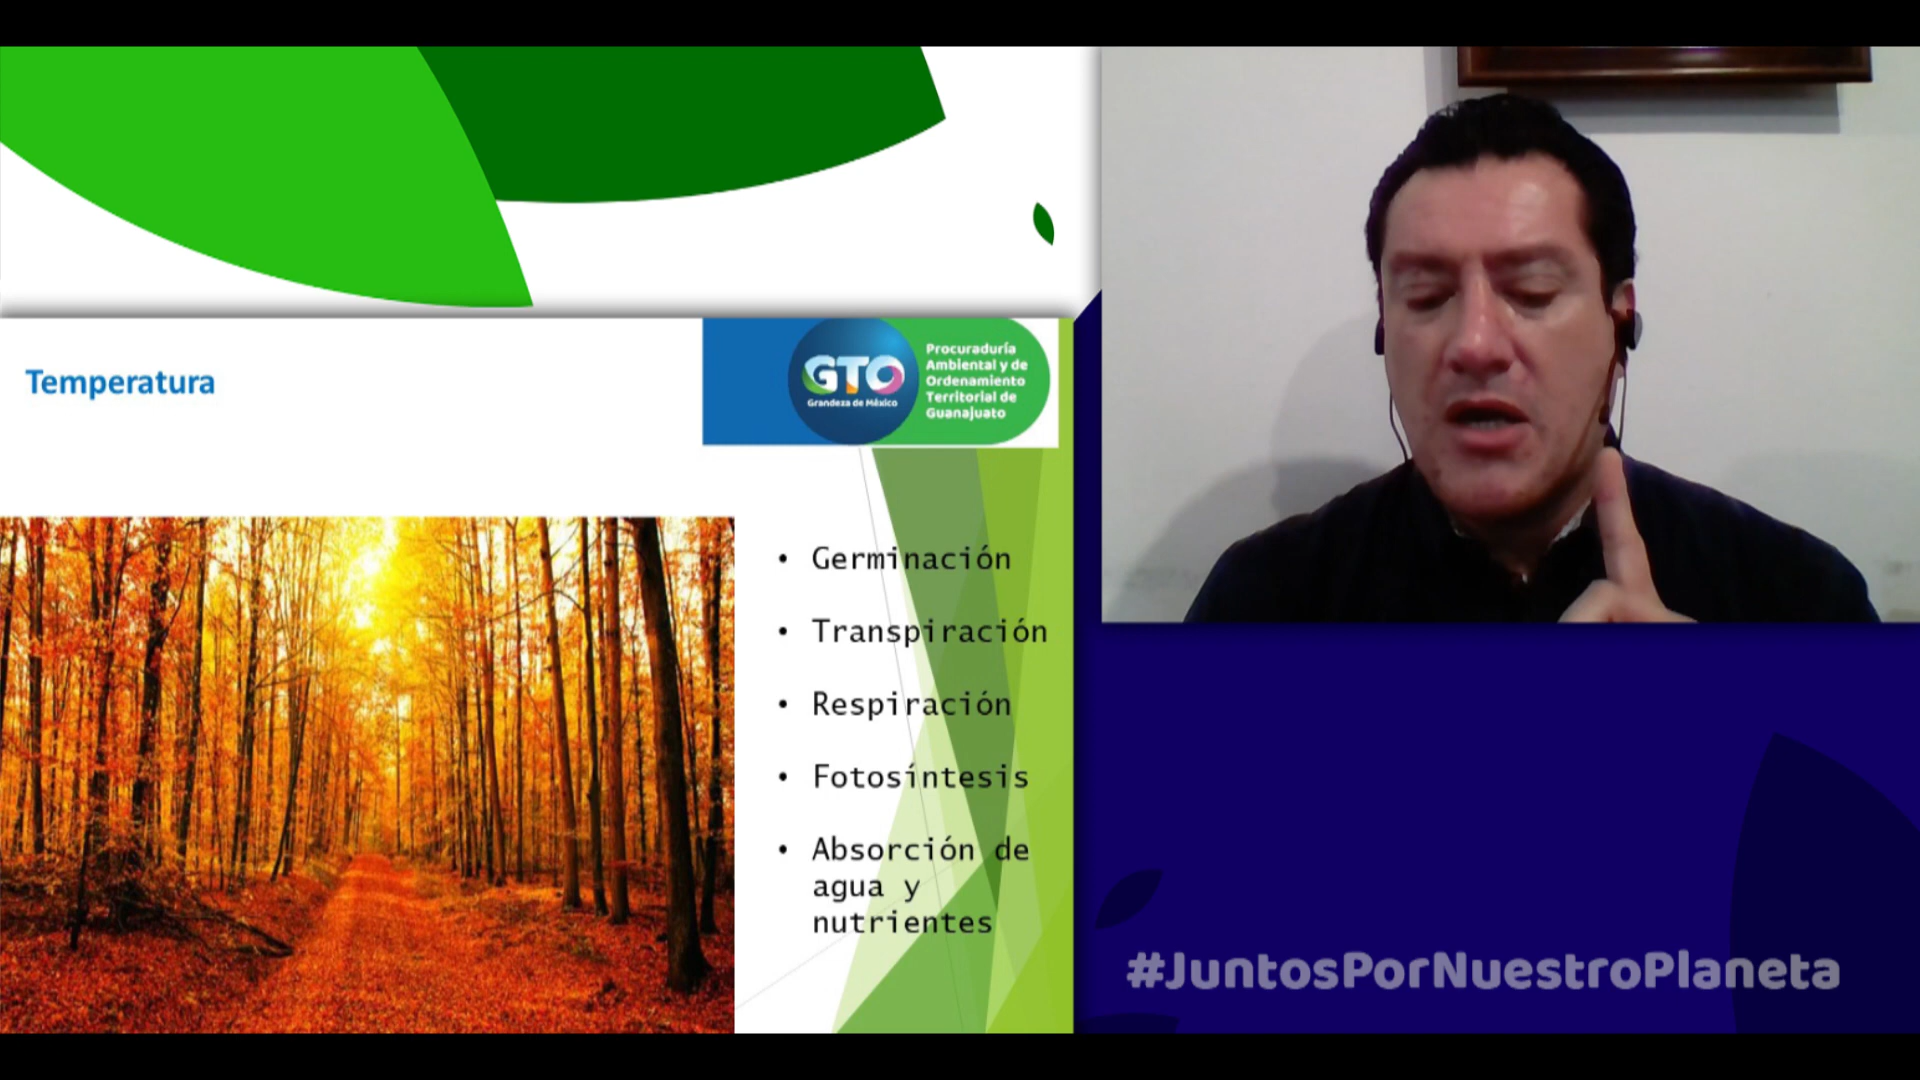 Temperatura
GTO
Grandeza de México
Procuraduría
Ambiental y de
Ordenamiento
Territorial de
Guanajuato
• Germinación
• Transpiración
• Respiración
• Fotosíntesis
• Absorción de
agua y
nutrientes
#JuntosPorNuestroPlaneta